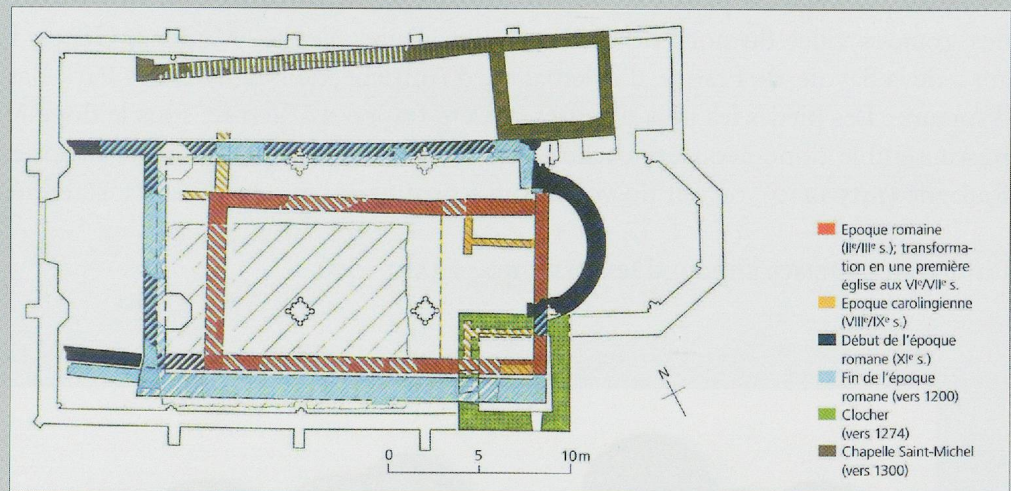 Epoque romaine
(IIe/IIIe s.); transforma-
tion en une première
église aux VIe/VIIe s.
Epoque carolingienne
(VIIIe/IXe s.)
Début de l'époque
romane (XIe s.)
Fin de l'époque
romane (vers 1200)
Clocher
(vers 1274)
Chapelle Saint-Michel
(vers 1300)
N
0 5 10 m